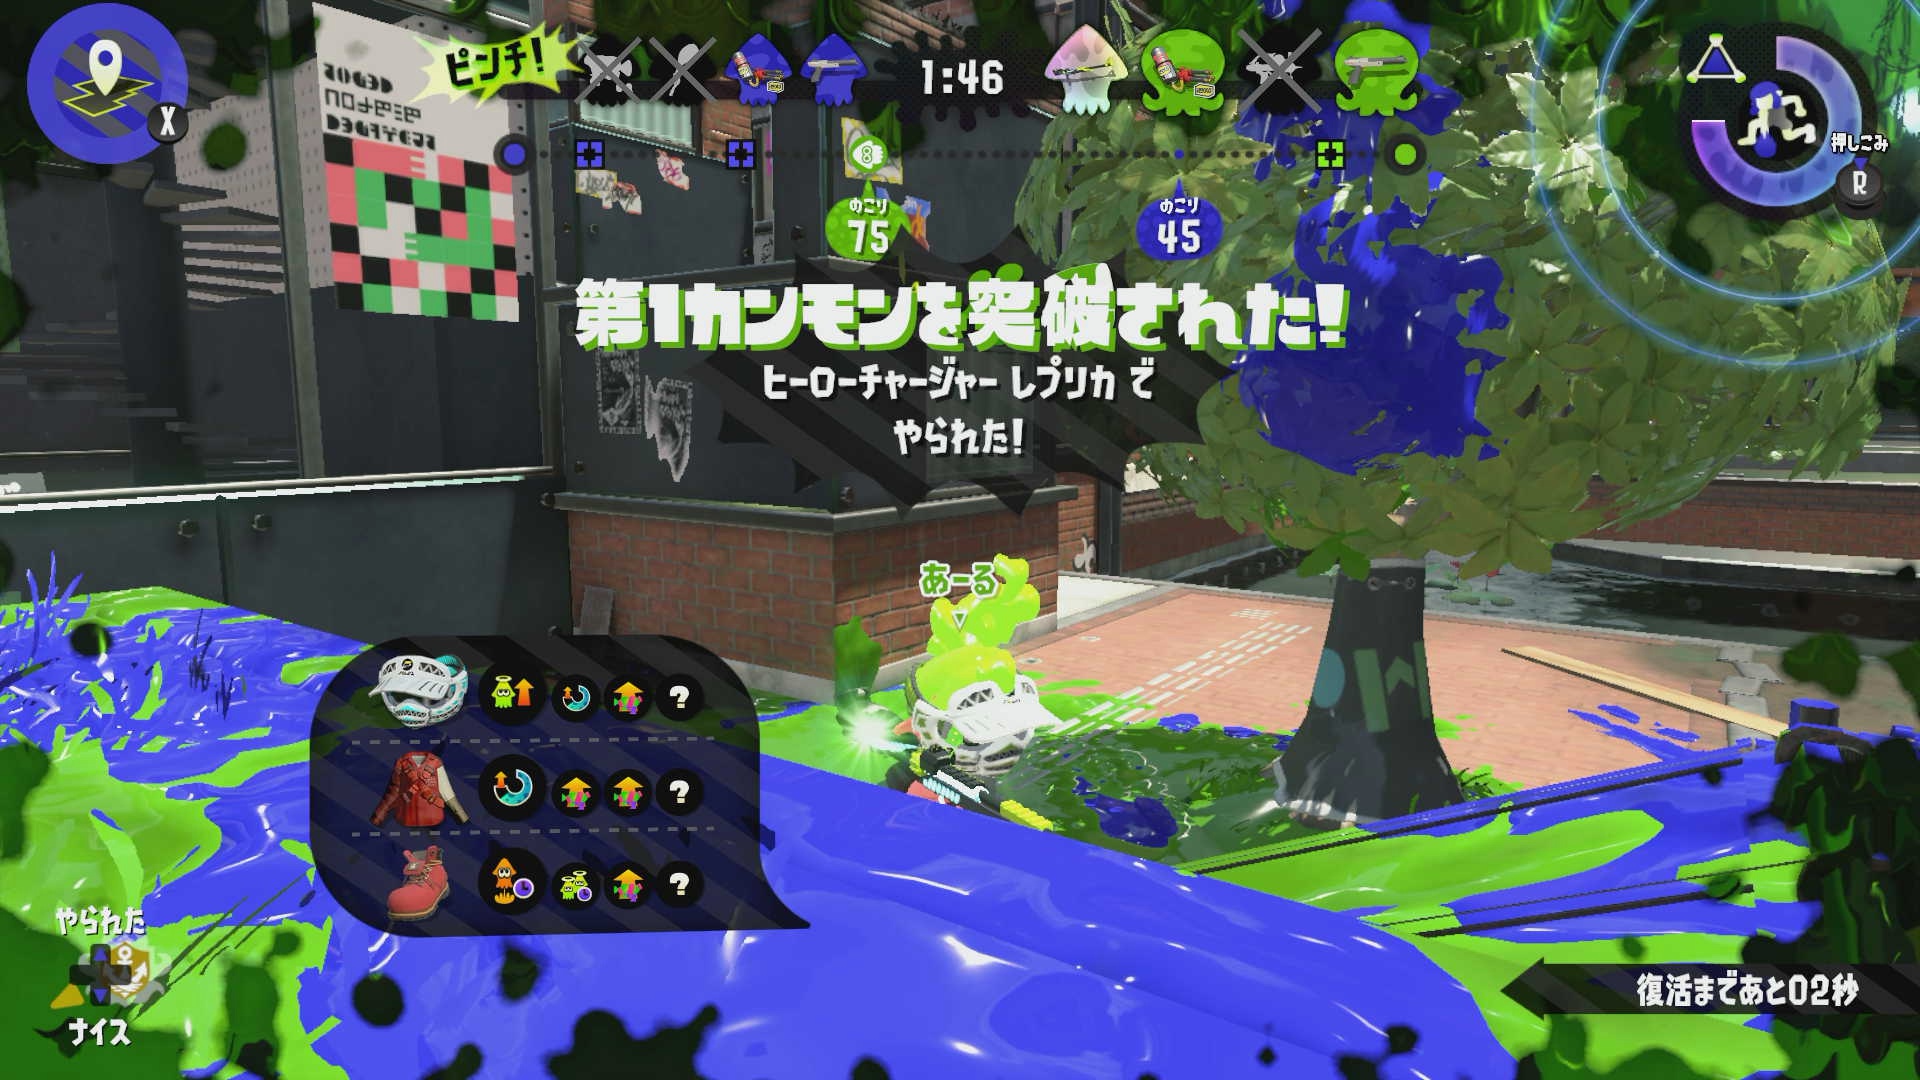 ピンチ!
1:46
X
押しこみ
R
のこり
75
のこり
45
第1カンモンを突破された!
ヒーローチャージャー レプリカ で
やられた!
あーる
?
?
?
やられた
ナイス
復活まであと02秒